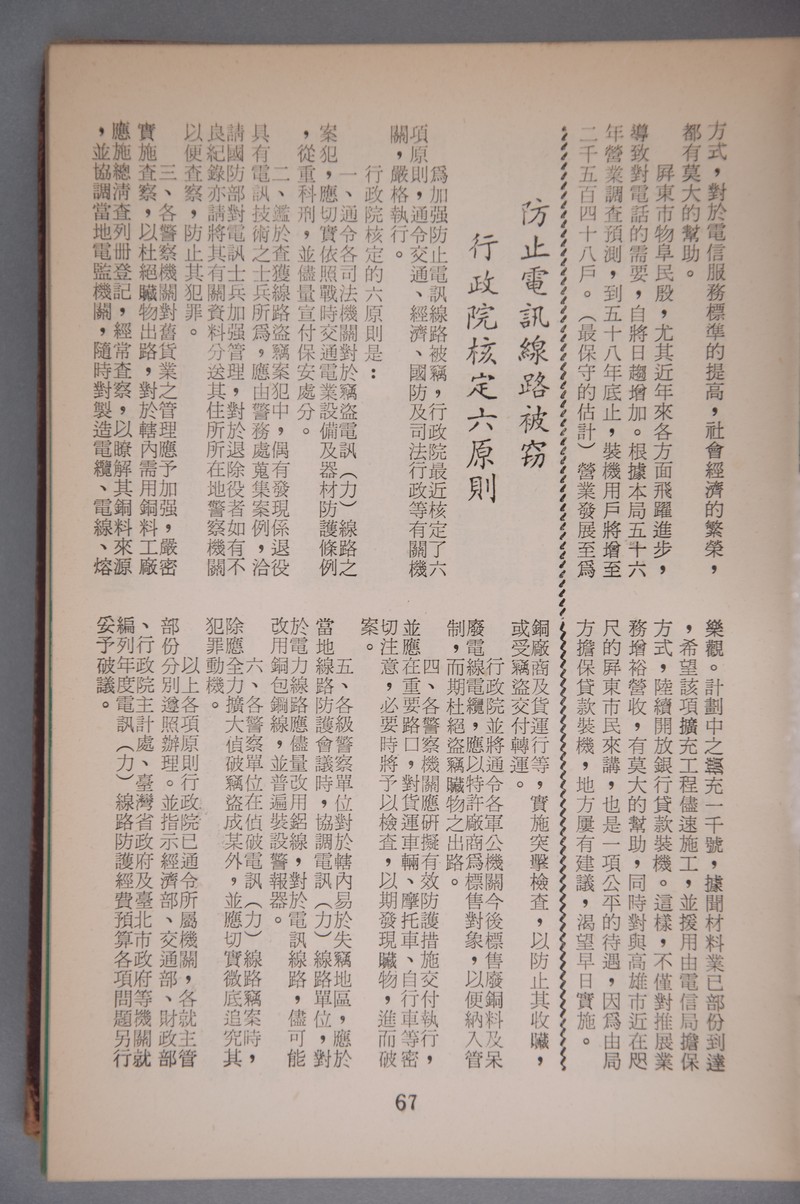 方式，對於電信服務標準的提高，社會經濟的繁榮，
都有莫大的幫助。
屏東市物阜民殷，尤其近年來各方面飛躍進步，
導致對電話的需要，自將日趨增加。根據本局五十六
年營業調查預測，到五十八年底止，裝機用戶將增至
二千五百四十八戶。（最保守的估計）營業發展至爲
樂觀。計劃中之擴充一千號，據聞材料業已部份到達
，希望該項擴充工程儘速施工，並援用由電信局擔保
方式，陸續開放銀行貸款裝機。這樣，不僅對推展業
務增裕營收，有莫大的幫助，同時對與高雄市近在咫
尺的屏東市民來講，也是一項公平的待遇，因爲由局
方擔保貸款裝機，地方屢有建議，渴望早日實施。
防止電訊線路被窃
行政院核定六原則
爲加强防止電訊線路被竊，行政院最近核定了六
項原則，通令交通、經濟、國防及司法行政等有關機
關，嚴格執行。
行政院核定的六原則是：
一、通令各司法機關對於竊盜電訊（力）線路之
案犯，應切實依照戰時交通電業設備及器材防護條例
，從重科刑，並儘量宣付保安處分。
二、鑑於查獲線路盜竊案犯中，偶有發現係退役
具有電訊技術之士兵所爲，應由警務處蒐集案例，洽
請國防部對電訊士兵加强管理，對於退除役者如有不
良紀錄亦請將其有關資料分送其住所所在地警察機關
以便查察，防止其犯罪。
三、各警察機關對舊貨業之管理應予加强，嚴密
實施查察，以杜絕贓物出路，對於轄內需用銅料工廠
應施總清查列册登記，經常查察，以瞭解其銅料來源
，並協調當地電監機關，隨時對製造電纜、電線、熔
銅廠商及貨運行等，實施突擊檢查，以防止其收贓，
或受竊盜交付轉運。
行政院並將通令各軍公機關今後標售廢銅料及呆
廢電線電纜，應以特許廠商爲標售對象，以便納入管
制，而期杜絕盜竊贓物之出路。
四、各警察機關應研擬有效防護措施交付執行，
並應在重要路口，對貨運車輛、摩托車、自行車等密
切注意，必要時將予以檢查，以期發現贓物，進而破
案。
五、各級警察單位對於轄內易於失竊地區，應於
當地線路防護會議時，協調電訊（力）線路單位，對
於電力線路應儘量改用鋁線，對於電訊線路，儘可能
改用銅包鋼線，並普遍裝設警報器。
六、各警察單位在偵破電訊（力）線路竊案時，
除應全力擴大偵破竊盜成某外，並應切實徹底追究其
犯罪動機。
以上各項原則行政院已通令所屬機關，各就主管
部份分別遵照辦理。並指示經濟部、交通部、財政部
、行政院主計處、臺灣省政府及臺北市政府等機關就
編列年度電訊（力）線路防護經費預算各項問題另行
妥予破議。
67